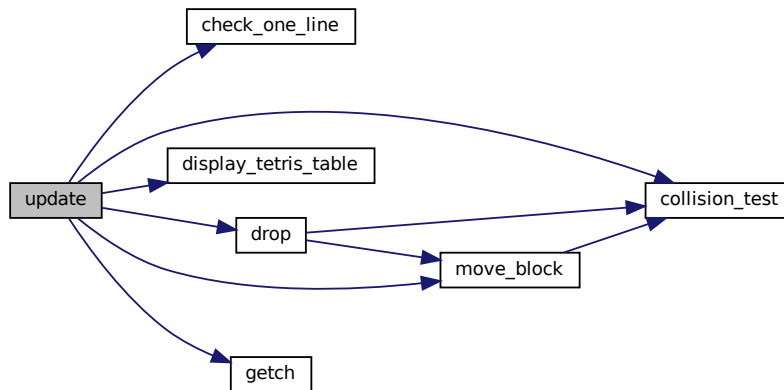 check_one_line
display_tetris_table
update
collision_test
drop
move_block
getch